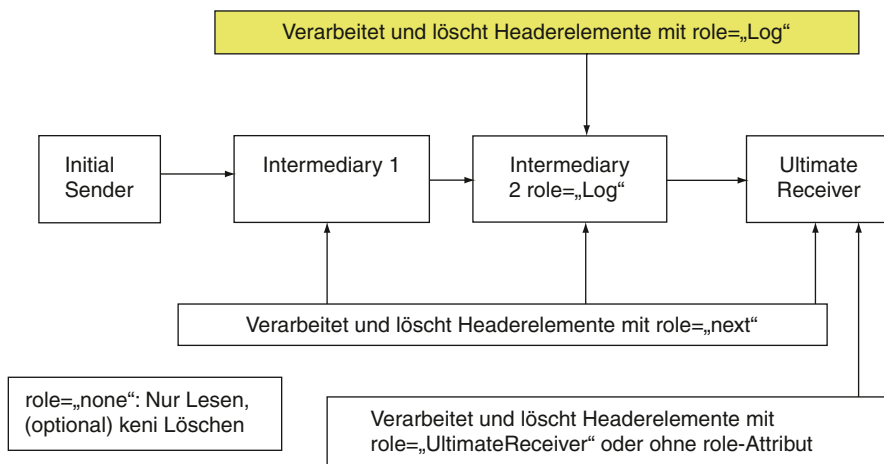 Verarbeitet und löscht Headerelemente mit role=„Log“
Initial
Sender
Intermediary 1
Intermediary
2 role=„Log“
Ultimate
Receiver
Verarbeitet und löscht Headerelemente mit role=„next“
role=„none“: Nur Lesen,
(optional) keni Löschen
Verarbeitet und löscht Headerelemente mit
role=„UltimateReceiver“ oder ohne role-Attribut